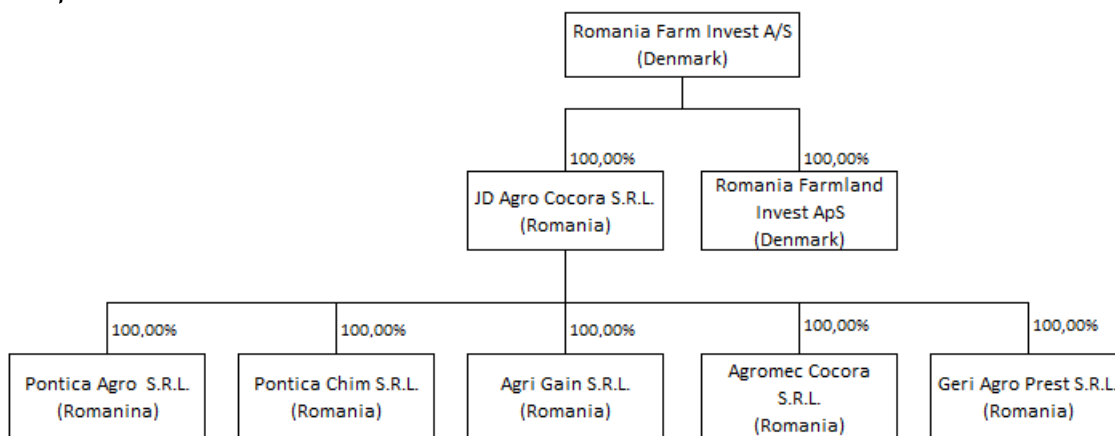 Romania Farm Invest A/S
(Denmark)
100,00%
100,00%
JD Agro Cocora S.R.L.
(Romania)
Romania Farmland
Invest ApS
(Denmark)
100,00%
100,00%
100,00%
100,00%
100,00%
Pontica Agro S.R.L.
(Romanina)
Pontica Chim S.R.L.
(Romania)
Agri Gain S.R.L.
(Romania)
Agromec Cocora
S.R.L.
(Romania)
Geri Agro Prest S.R.L.
(Romania)